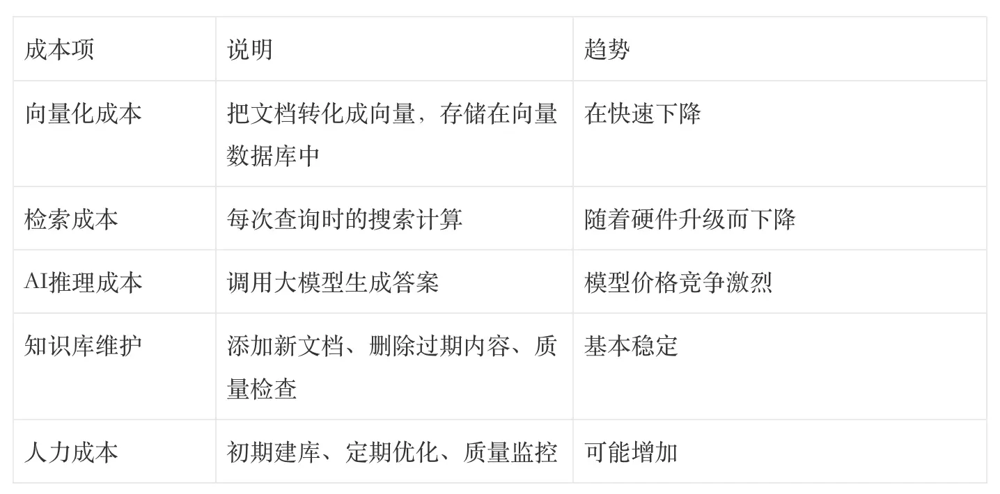 成本项 说明 趋势
向量化成本 把文档转化成向量，存储在向量 在快速下降
数据库中
检索成本 每次查询时的搜索计算 随着硬件升级而下降
AI推理成本 调用大模型生成答案 模型价格竞争激烈
知识库维护 添加新文档、删除过期内容、质 基本稳定
量检查
人力成本 初期建库、定期优化、质量监控 可能增加